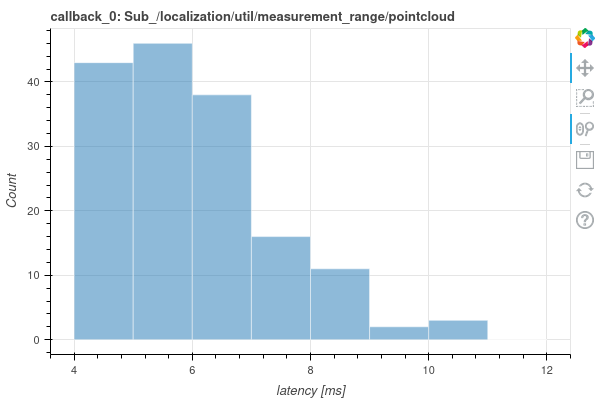 callback_0: Sub_/localization/util/measurement_range/pointcloud
40
30
20
10
0
Count
4 6 8 10 12
latency [ms]